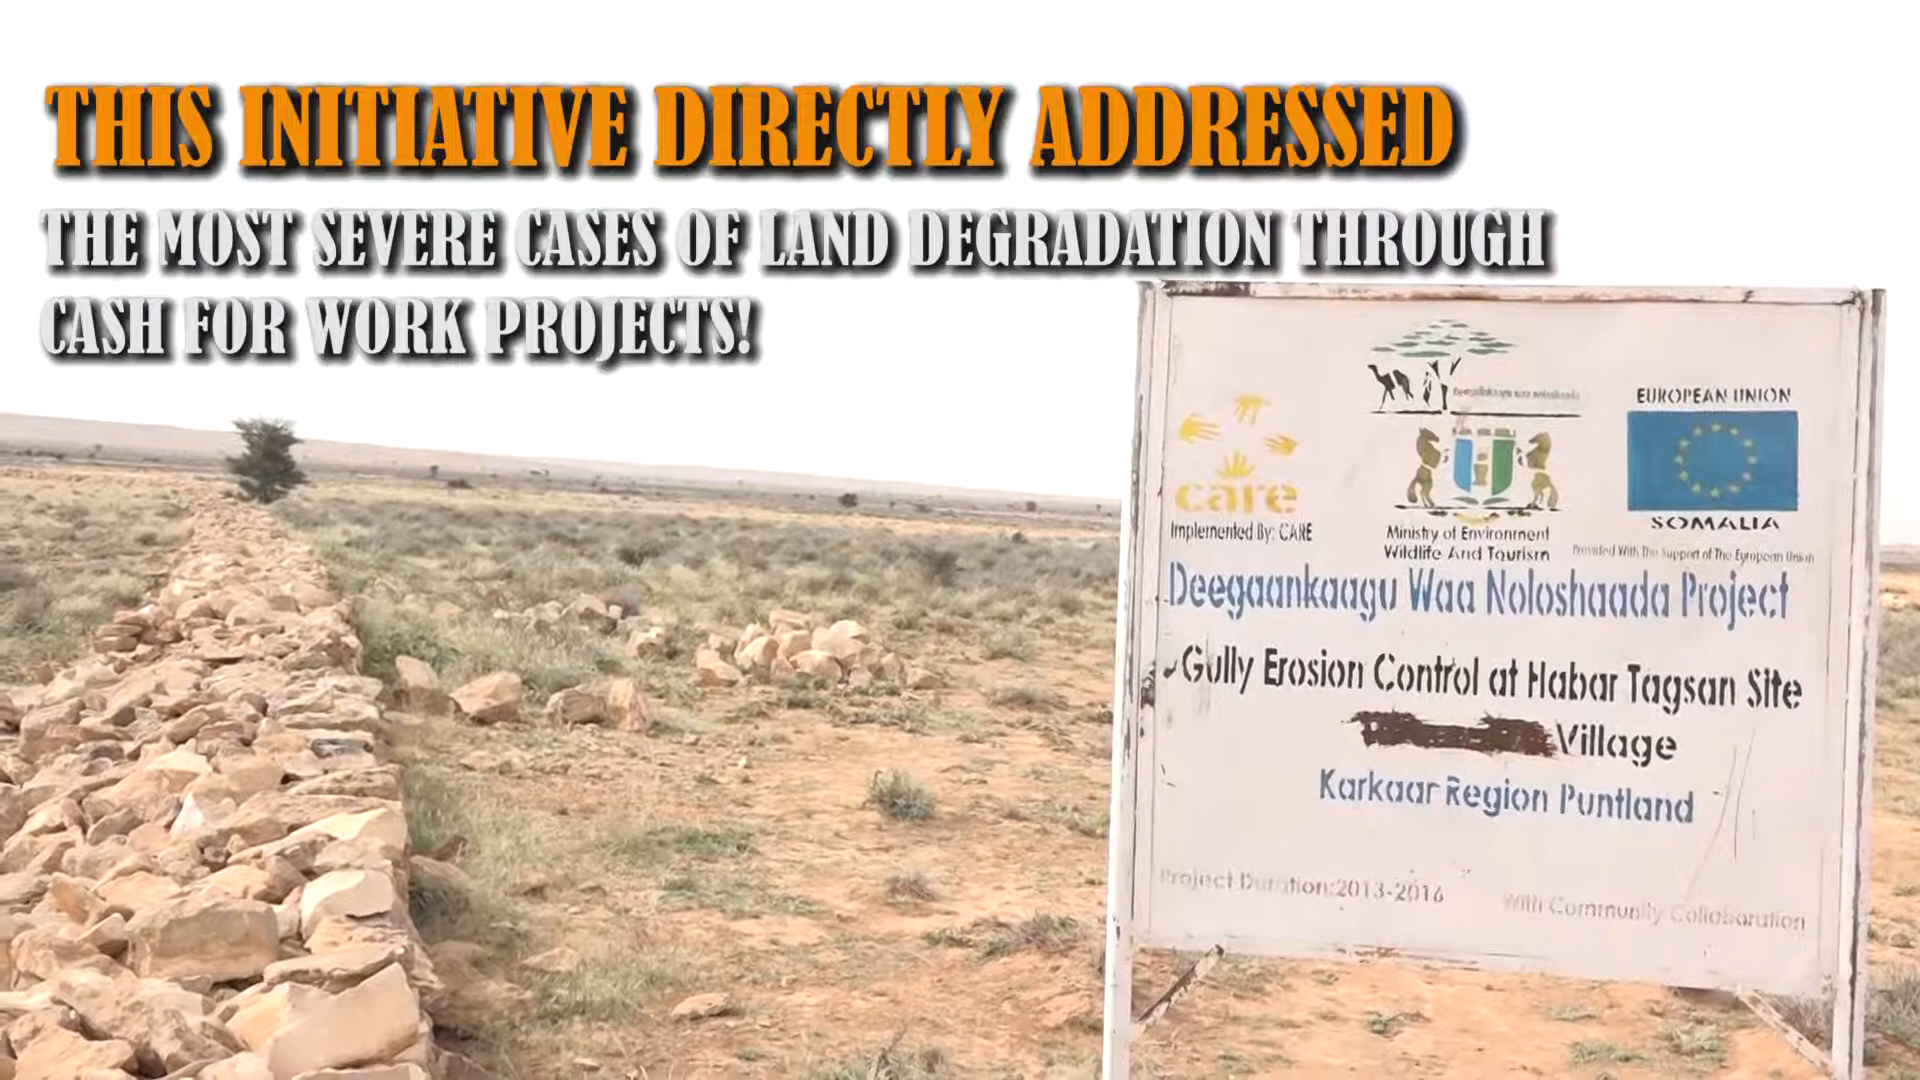 THIS INITIATIVE DIRECTLY ADDRESSED
THE MOST SEVERE CASES OF LAND DEGRADATION THROUGH
CASH FOR WORK PROJECTS!
EUROPEAN UNION
care
SOMALIA
Implemented By: CARE
Ministry of Environment
Wildlife And Tourism
Provided With The Support of The European Union
Deegaankaagu Waa Noloshaada Project
-Gully Erosion Control at Habar Tagsan Site
Village
Karkaar Region Puntland
Project Duration:2013-2016
With Community Collaboration